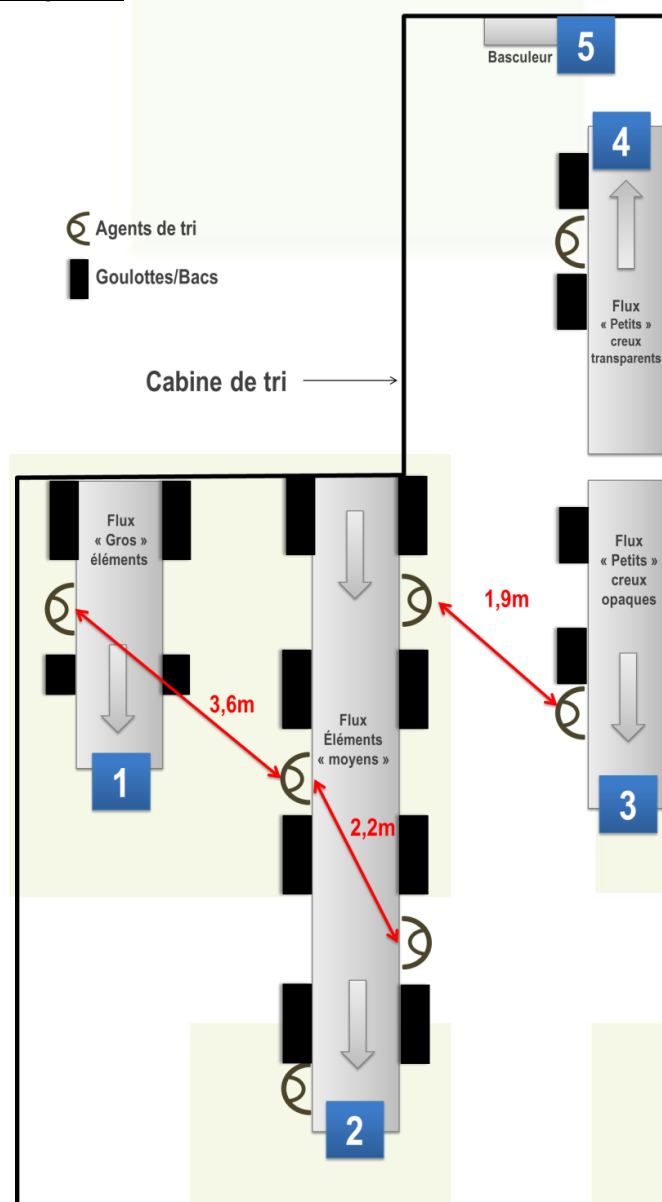 5
Basculeur
4
Agents de tri
Goulottes/Bacs
Flux
« Petits »
creux
transparents
Cabine de tri
Flux
« Gros »
éléments
Flux
« Petits »
creux
opaques
1,9m
3,6m
Flux
Éléments
« moyens »
1
3
2,2m
2